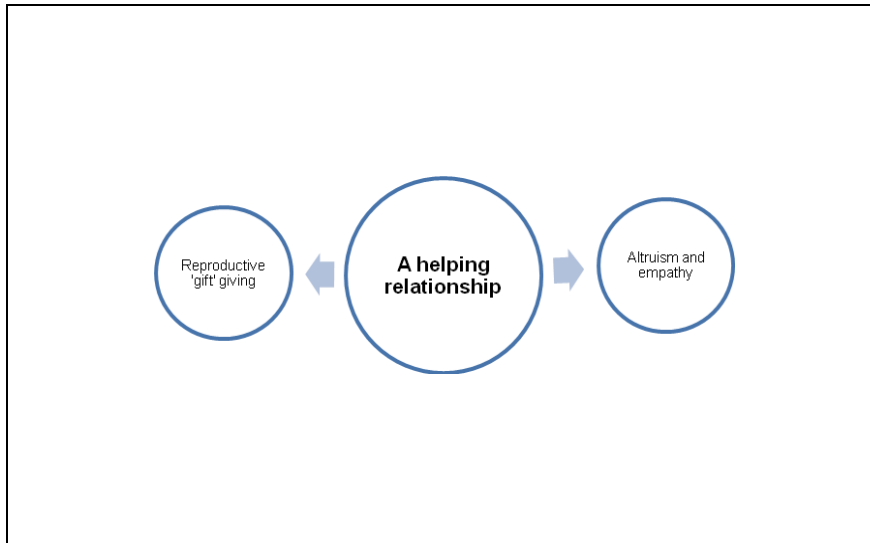 Reproductive
'gift' giving
A helping
relationship
Altruism and
empathy